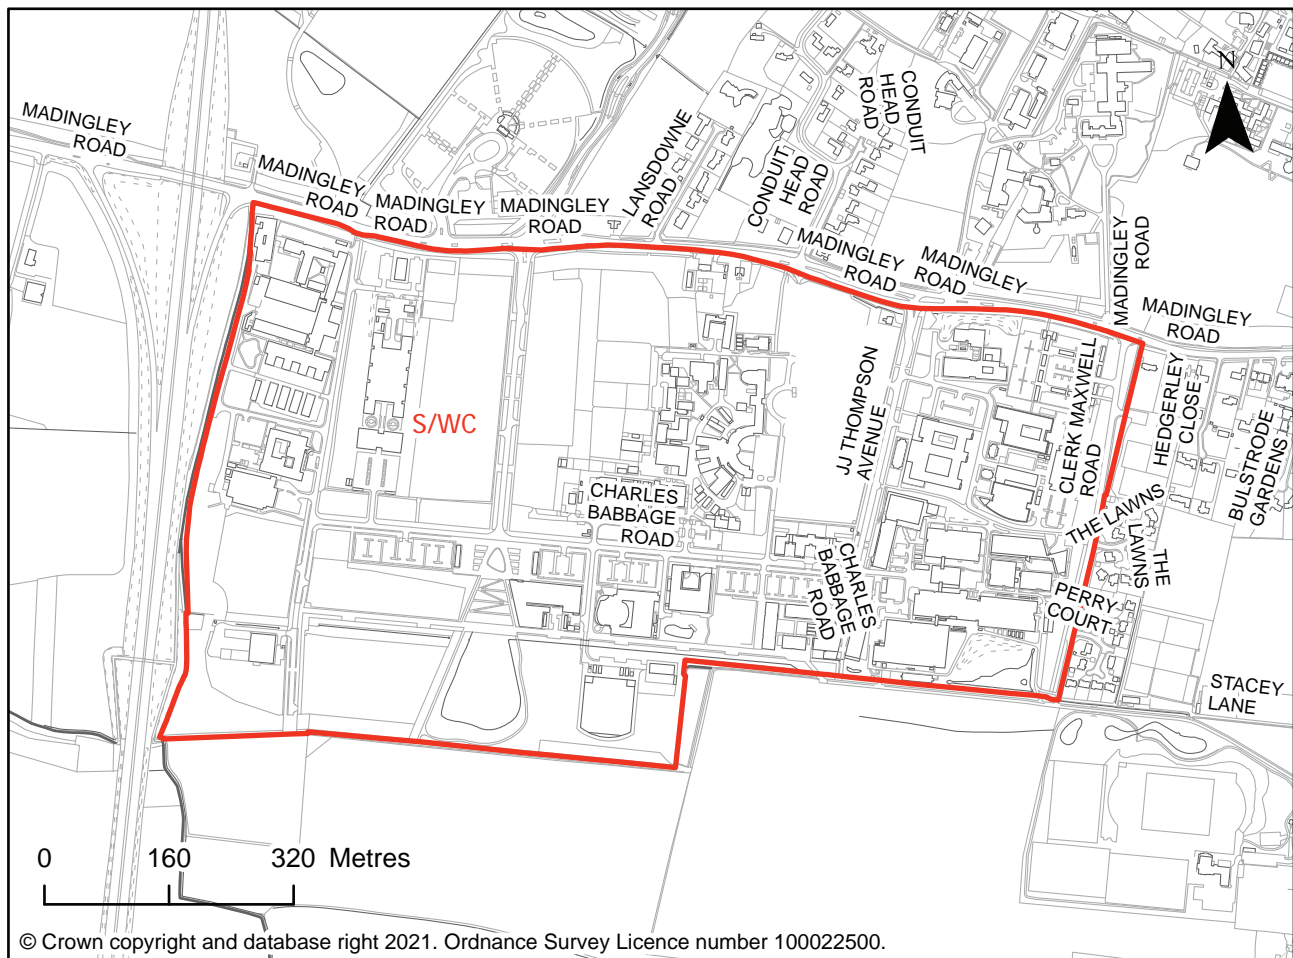 N
MADINGLEY
ROAD
MADINGLEY
ROAD
MADINGLEY
ROAD
MADINGLEY
ROAD
LANSDOWNE
ROAD
CONDUIT
HEAD
ROAD
CONDUIT
HEAD
ROAD
MADINGLEY
ROAD
MADINGLEY
ROAD
MADINGLEY
ROAD
MADINGLEY
ROAD
HEDGERLEY
CLOSE
BULSTRODE
GARDENS
CLERK MAXWELL
ROAD
JJ THOMPSON
AVENUE
S/WC
CHARLES
BABBAGE
ROAD
CHARLES
BABBAGE
ROAD
THE LAWNS
THE
LAWNS
PERRY
COURT
STACEY
LANE
0 160 320 Metres
© Crown copyright and database right 2021. Ordnance Survey Licence number 100022500.